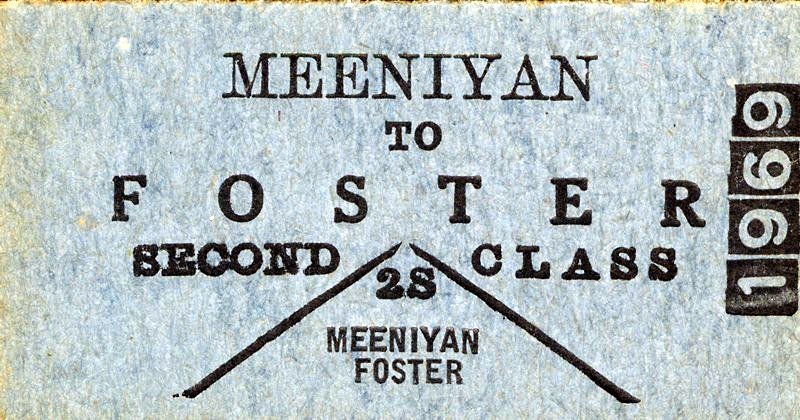 MEENIYAN
TO
FOSTER
SECOND CLASS
2S
MEENIYAN
FOSTER
1969